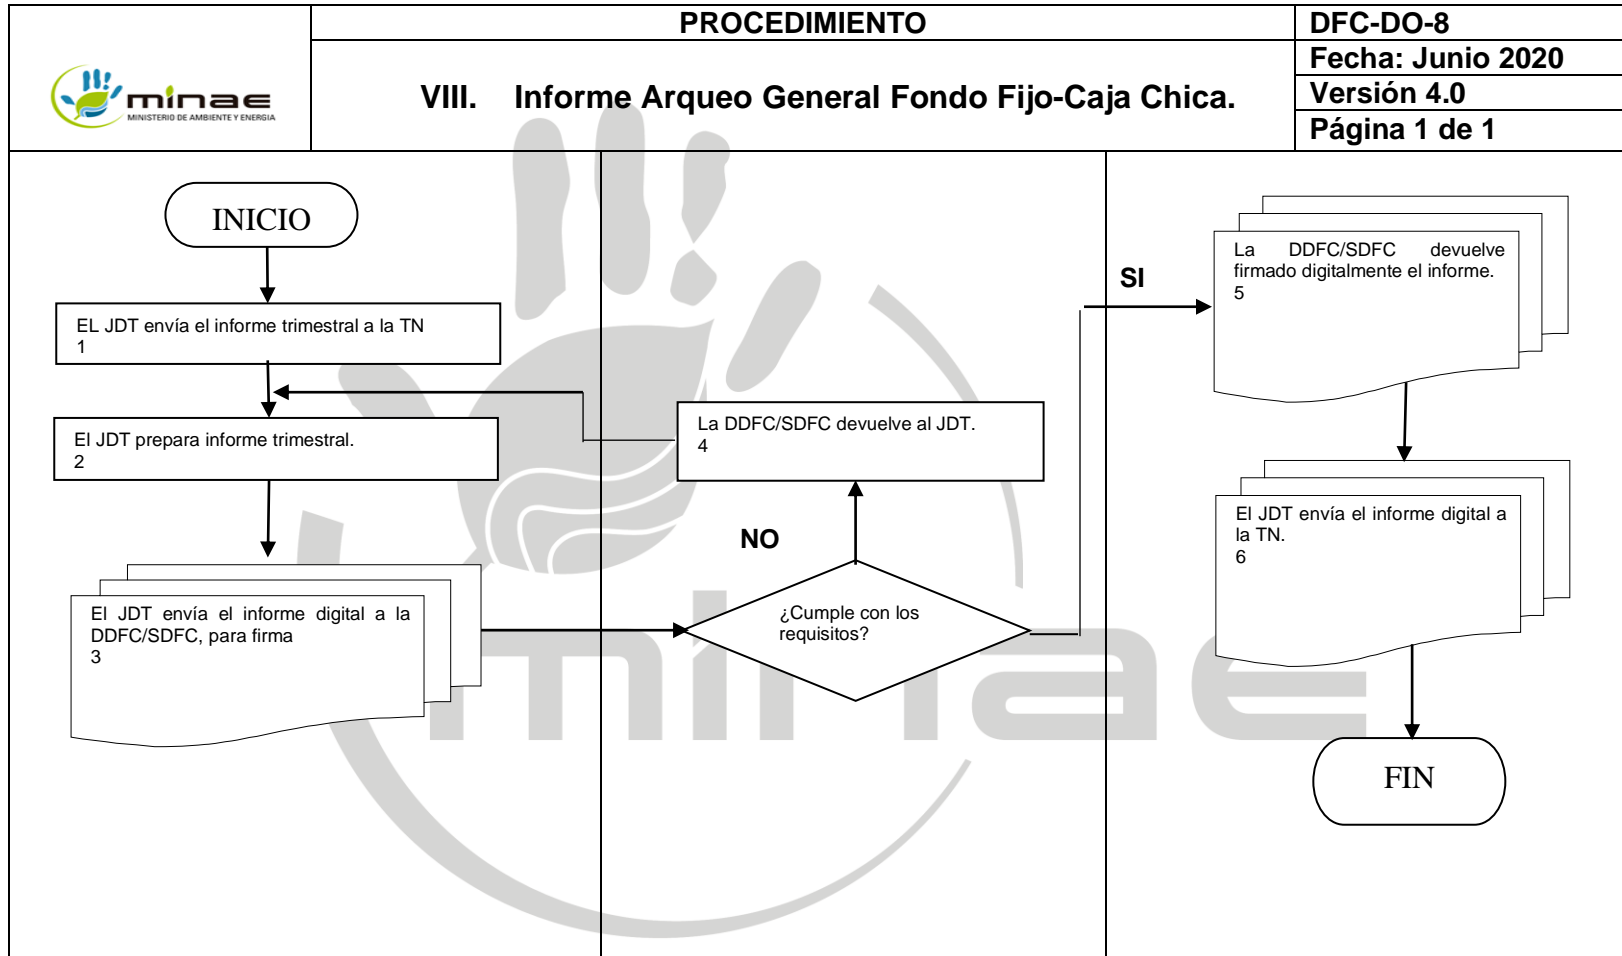 PROCEDIMIENTO
DFC-DO-8
Fecha: Junio 2020
Versión 4.0
Página 1 de 1
minae
MINISTERIO DE AMBIENTE Y ENERGIA
VIII. Informe Arqueo General Fondo Fijo-Caja Chica.
INICIO
EL JDT envía el informe trimestral a la TN
1
El JDT prepara informe trimestral.
2
El JDT envía el informe digital a la
DDFC/SDFC, para firma
3
¿Cumple con los
requisitos?
NO
La DDFC/SDFC devuelve al JDT.
4
SI
La DDFC/SDFC devuelve
firmado digitalmente el informe.
5
El JDT envía el informe digital a
la TN.
6
FIN
minae